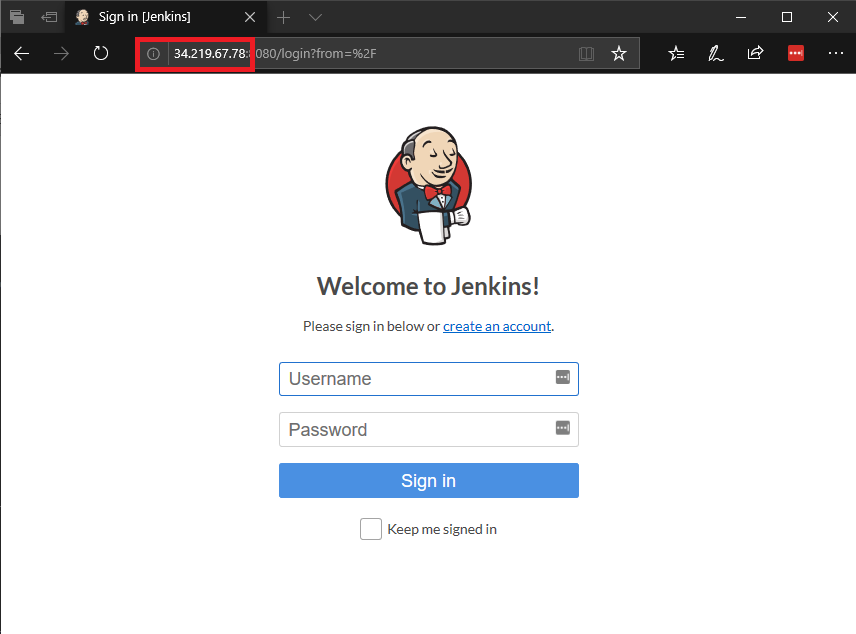 Sign in [Jenkins]
34.219.67.78:8080/login?from=%2F
Welcome to Jenkins!
Please sign in below or create an account.
Username
Password
Sign in
Keep me signed in